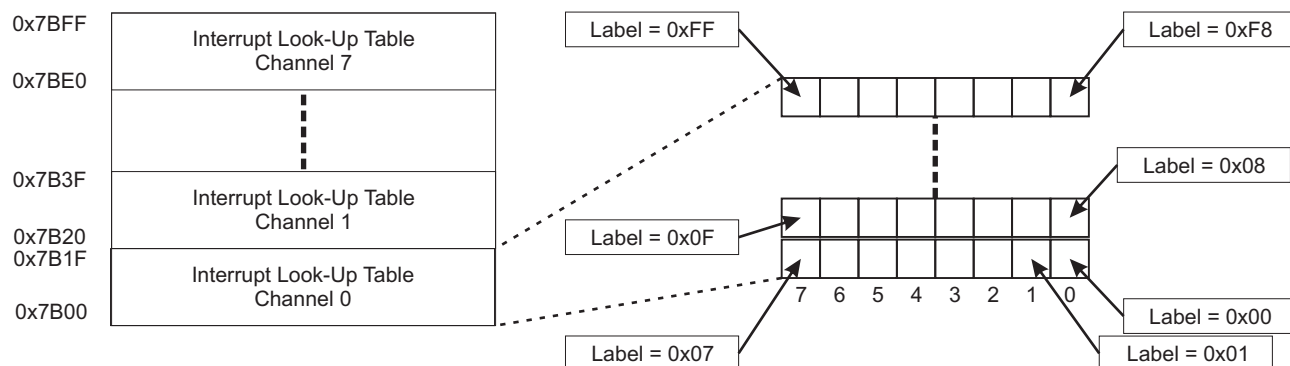 0x7BFF
Interrupt Look-Up Table
Channel 7
0x7BE0
0x7B3F
Interrupt Look-Up Table
Channel 1
0x7B20
0x7B1F
Interrupt Look-Up Table
Channel 0
0x7B00
Label = 0xFF
Label = 0xF8
Label = 0x08
Label = 0x0F
7 6 5 4 3 2 1 0
Label = 0x00
Label = 0x07
Label = 0x01